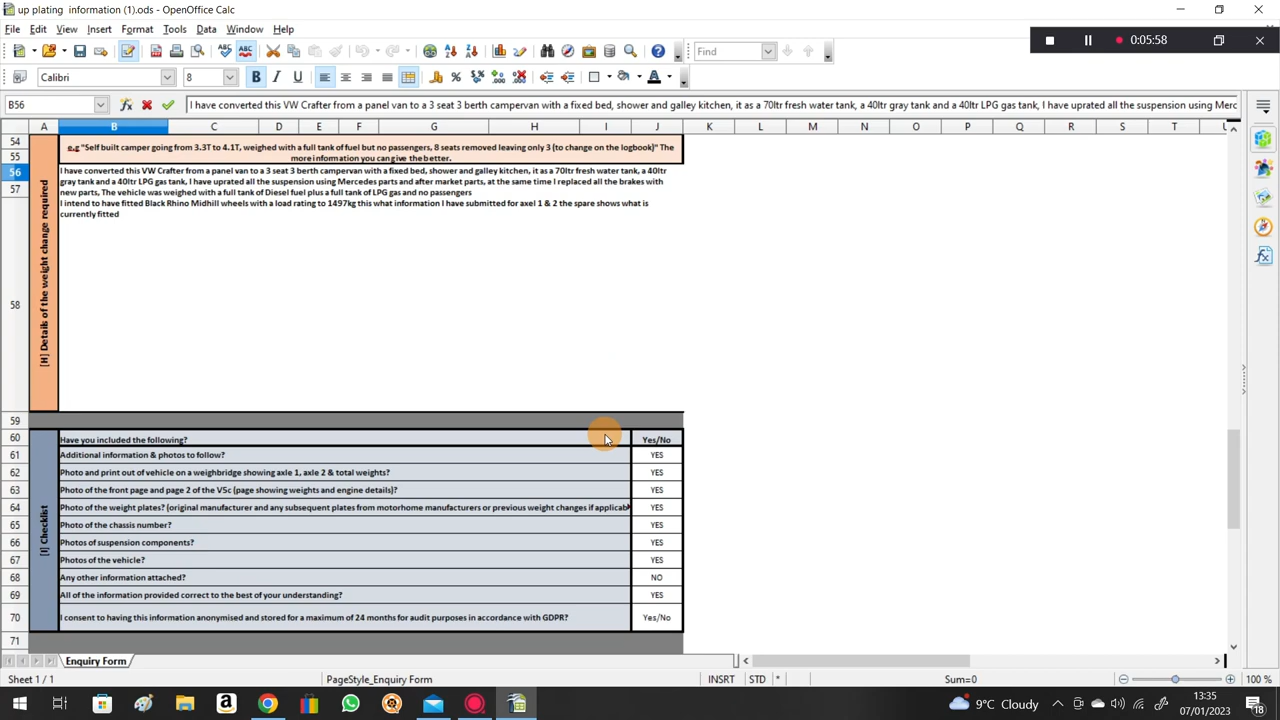 up plating information (1).ods - OpenOffice Calc
File Edit View Insert Format Tools Data Window Help
Find
0:05:58
Calibri 8
B56 I have converted this VW Crafter from a panel van to a 3 seat 3 berth campervan with a fixed bed, shower and galley kitchen, it as a 70ltr fresh water tank, a 40ltr gray tank and a 40ltr LPG gas tank, I have uprated all the suspension using Merc
A B C D E F G H I J K L M N O P Q R S T U
54 e.g "Self built camper going from 3.3T to 4.1T, weighed with a full tank of fuel but no passengers, 8 seats removed leaving only 3 (to change on the logbook)" The
55 more information you can give the better.
56 I have converted this VW Crafter from a panel van to a 3 seat 3 berth campervan with a fixed bed, shower and galley kitchen, it as a 70ltr fresh water tank, a 40ltr
gray tank and a 40ltr LPG gas tank, I have uprated all the suspension using Mercedes parts and after market parts, at the same time I replaced all the brakes with
57 new parts, The vehicle was weighed with a full tank of Diesel fuel plus a full tank of LPG gas and no passengers
I intend to have fitted Black Rhino Midhill wheels with a load rating to 1497kg this what information I have submitted for axel 1 & 2 the spare shows what is
currently fitted
[H] Details of the weight change required
58
59
60 Have you included the following? Yes/No
61 Additional information & photos to follow? YES
62 Photo and print out of vehicle on a weighbridge showing axle 1, axle 2 & total weights? YES
63 Photo of the front page and page 2 of the V5c (page showing weights and engine details)? YES
64 Photo of the weight plates? (original manufacturer and any subsequent plates from motorhome manufacturers or previous weight changes if applicab YES
65 Photo of the chassis number? YES
66 Photos of suspension components? YES
67 Photos of the vehicle? YES
68 Any other information attached? NO
69 All of the information provided correct to the best of your understanding? YES
70 I consent to having this information anonymised and stored for a maximum of 24 months for audit purposes in accordance with GDPR? Yes/No
71
[I] Checklist
Enquiry Form
Sheet 1 / 1 PageStyle_Enquiry Form INSRT STD * Sum=0 100 %
9°C Cloudy
13:35
07/01/2023
18